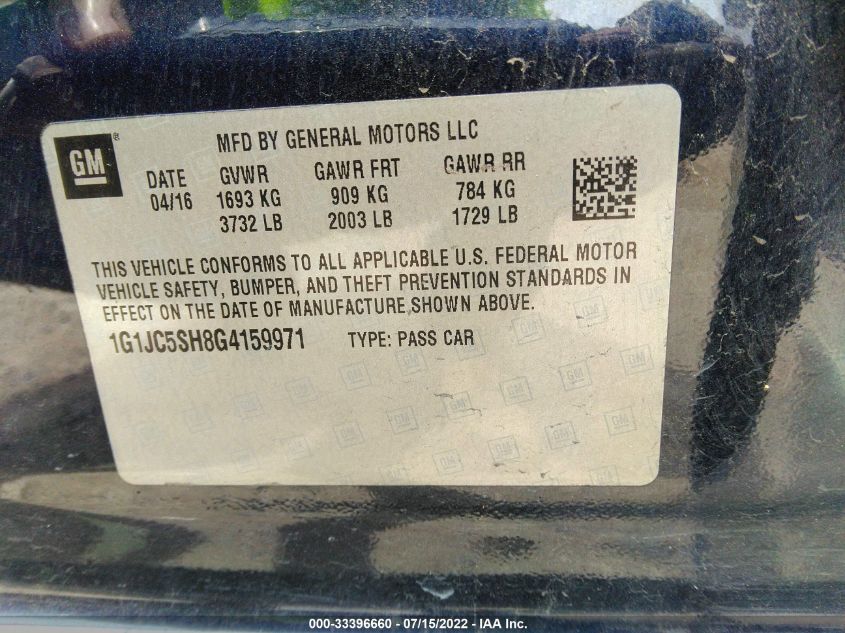 GM
®
MFD BY GENERAL MOTORS LLC
DATE GVWR GAWR FRT GAWR RR
04/16 1693 KG 909 KG 784 KG
3732 LB 2003 LB 1729 LB
THIS VEHICLE CONFORMS TO ALL APPLICABLE U.S. FEDERAL MOTOR
VEHICLE SAFETY, BUMPER, AND THEFT PREVENTION STANDARDS IN
EFFECT ON THE DATE OF MANUFACTURE SHOWN ABOVE.
1G1JC5SH8G4159971 TYPE: PASS CAR
000-33396660 - 07/15/2022 - IAA Inc.